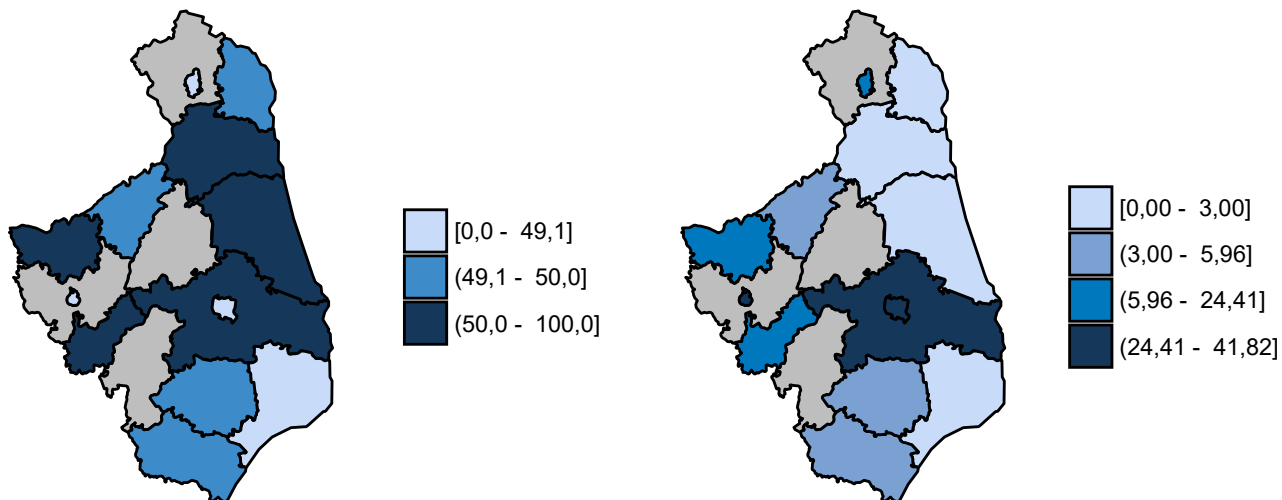 [0,0 - 49,1]
(49,1 - 50,0]
(50,0 - 100,0]
[0,00 - 3,00]
(3,00 - 5,96]
(5,96 - 24,41]
(24,41 - 41,82]